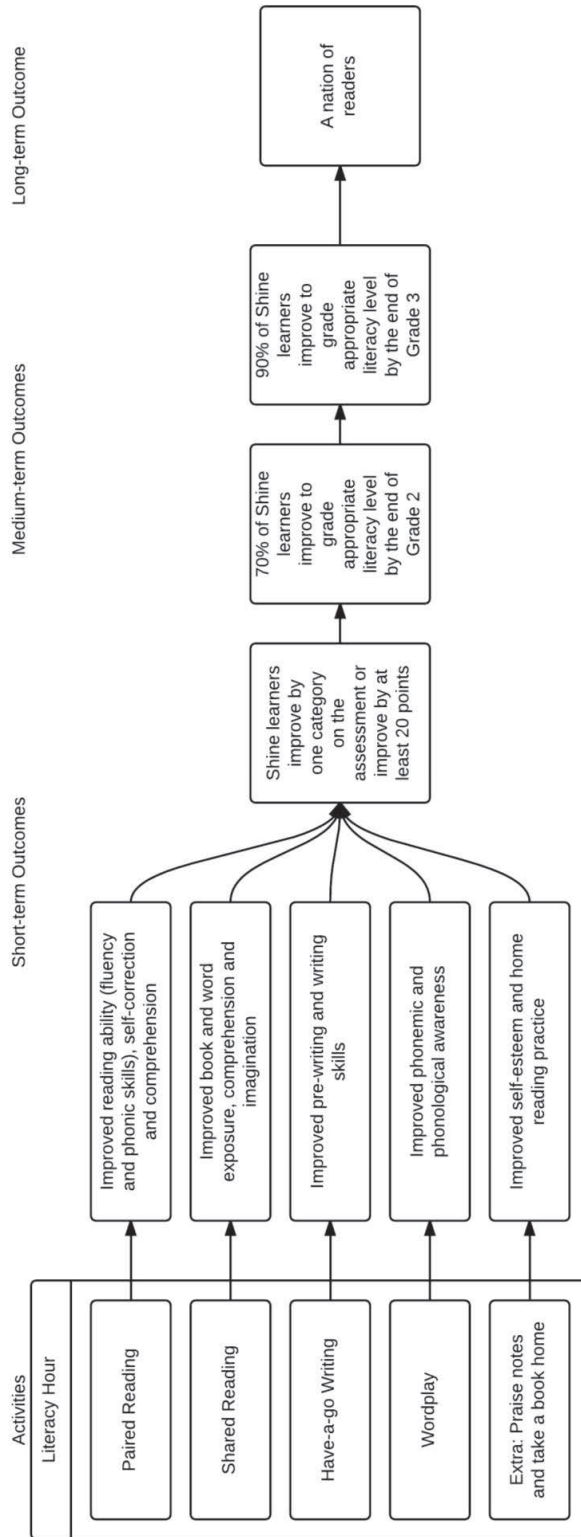 Activities
Short-term Outcomes
Medium-term Outcomes
Long-term Outcome
Literacy Hour
Paired Reading
Improved reading ability (fluency
and phonic skills), self-correction
and comprehension
Shared Reading
Improved book and word
exposure, comprehension and
imagination
Have-a-go Writing
Improved pre-writing and writing
skills
Wordplay
Improved phonemic and
phonological awareness
Extra: Praise notes
and take a book home
Improved self-esteem and home
reading practice
Shine learners
improve by
one category
on the
assessment or
improve by at
least 20 points
70% of Shine
learners
improve to
grade
appropriate
literacy level
by the end of
Grade 2
90% of Shine
learners
improve to
grade
appropriate
literacy level
by the end of
Grade 3
A nation of
readers